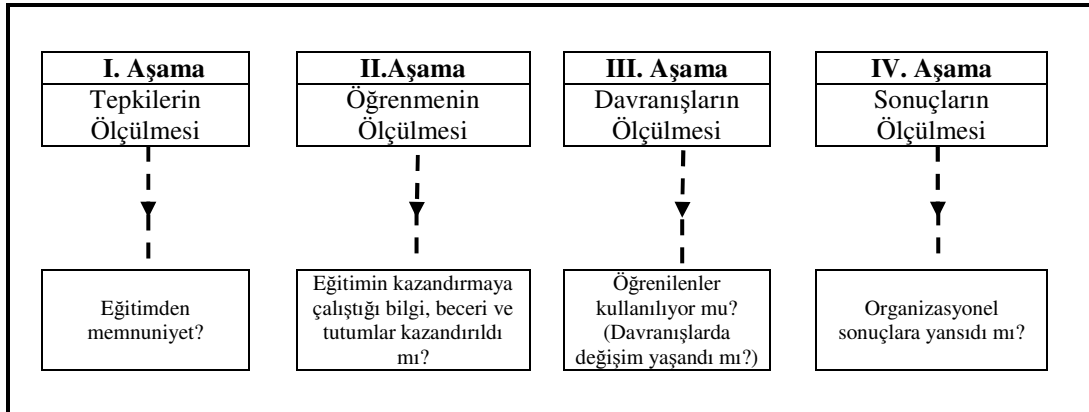 I. Aşama
Tepkilerin
Ölçülmesi
II.Aşama
Öğrenmenin
Ölçülmesi
III. Aşama
Davranışların
Ölçülmesi
IV. Aşama
Sonuçların
Ölçülmesi
Eğitimden
memnuniyet?
Eğitimin kazandırmaya
çalıştığı bilgi, beceri ve
tutumlar kazandırıldı
mı?
Öğrenilenler
kullanılıyor mu?
(Davranışlarda
değişim yaşandı mı?)
Organizasyonel
sonuçlara yansıdı mı?